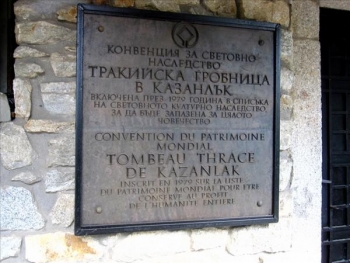 КОНВЕНЦИЯ ЗА СВЕТОВНО
НАСЛЕДСТВО
ТРАКИЙСКА ГРОБНИЦА
В КАЗАНЛЪК
ВКЛЮЧЕНА ПРЕЗ 1979 ГОДИНА В СПИСЪКА
НА СВЕТОВНОТО КУЛТУРНО НАСЛЕДСТВО
ЗА ДА БЪДЕ ЗАПАЗЕНА ЗА ЦЯЛОТО
ЧОВЕЧЕСТВО
CONVENTION DU PATRIMOINE
MONDIAL
TOMBEAU THRACE
DE KAZANLAK
INSCRIT EN 1979 SUR LA LISTE
DU PATRIMOINE MONDIAL POUR ETRE
CONSERVE AU PROFIT
DE L'HUMANITE ENTIERE